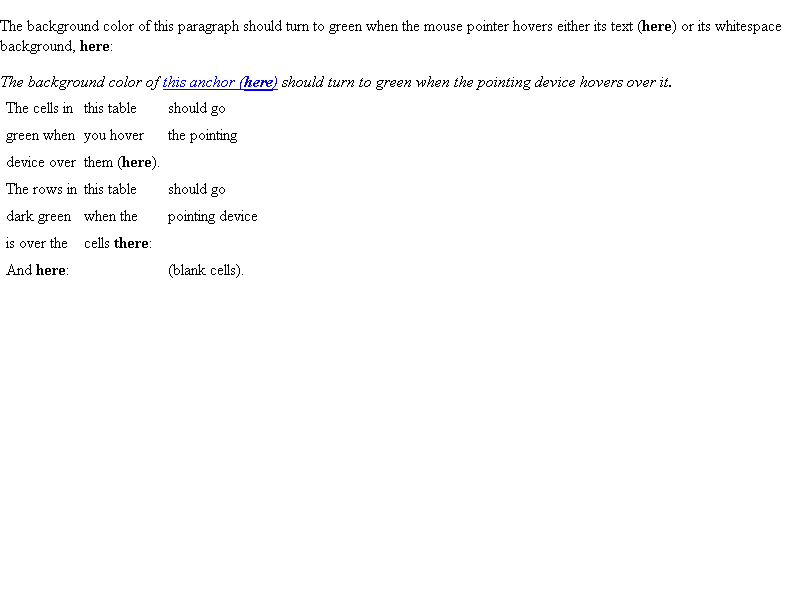 The background color of this paragraph should turn to green when the mouse pointer hovers either its text (here) or its whitespace
background, here:
The background color of this anchor (here) should turn to green when the pointing device hovers over it.
The cells in this table should go
green when you hover the pointing
device over them (here).
The rows in this table should go
dark green when the pointing device
is over the cells there:
And here: (blank cells).